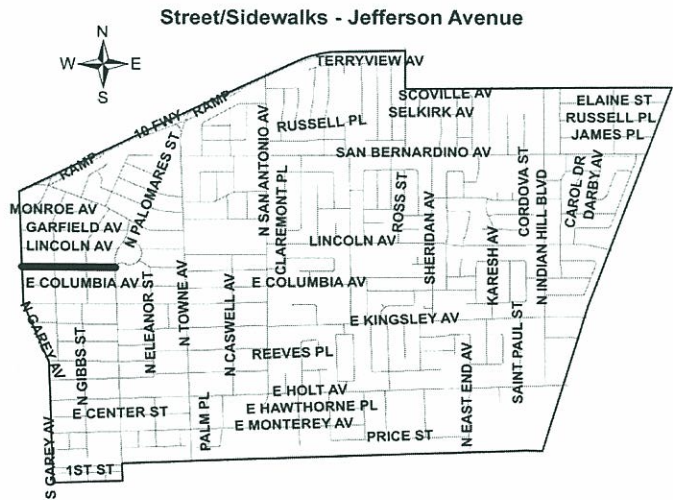 Street/Sidewalks - Jefferson Avenue
N
W E
S
TERRYVIEW AV
SCOVILLE AV
SELKIRK AV
ELAINE ST
RUSSELL PL
JAMES PL
RAMP
10 FWY
RAMP
RUSSELL PL
SAN BERNARDINO AV
N PALOMARES ST
N SAN ANTONIO AV
CLAREMONT PL
ROSS ST
SHERIDAN AV
CORDOVA ST
N INDIAN HILL BLVD
CAROL DR
DARBY AV
MONROE AV
GARFIELD AV
LINCOLN AV
LINCOLN AV
KARESH AV
E COLUMBIA AV
E COLUMBIA AV
N GAREY AV
N GIBBS ST
N ELEANOR ST
N TOWNE AV
N CASWELL AV
E KINGSLEY AV
SAINT PAUL ST
REEVES PL
N EAST END AV
E HOLT AV
E HAWTHORNE PL
E MONTEREY AV
E CENTER ST
PALM PL
PRICE ST
S GAREY AV
1ST ST